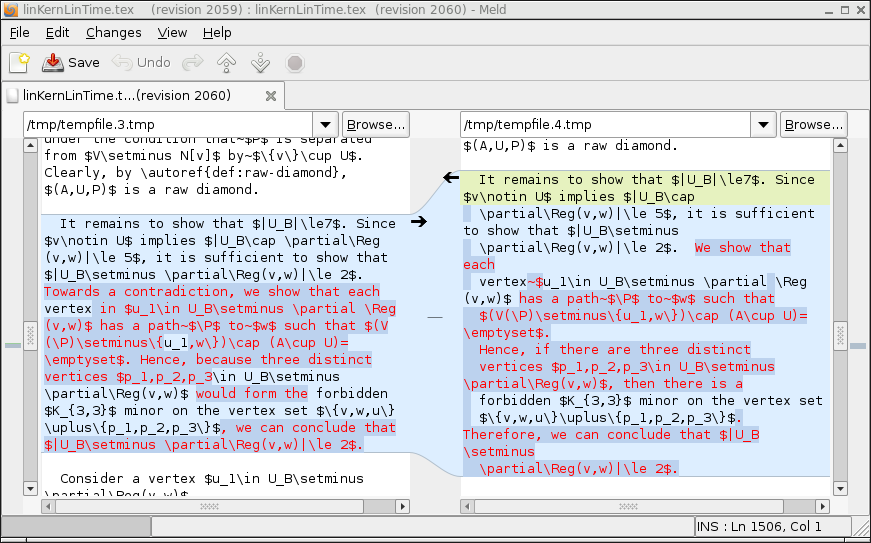 linKernLinTime.tex    (revision 2059) : linKernLinTime.tex  (revision 2060) - Meld
File Edit Changes View Help
Save Undo
linKernLinTime.t...(revision 2060)
/tmp/tempfile.3.tmp Browse...
under the condition that~$P$ is separated
from $V\setminus N[v]$ by~$\{v\}\cup U$.
Clearly, by \autoref{def:raw-diamond},
$(A,U,P)$ is a raw diamond.
It remains to show that $|U_B|\le7$. Since
$v\notin U$ implies $|U_B\cap \partial\Reg
(v,w)|\le 5$, it is sufficient to show that
$|U_B\setminus \partial\Reg(v,w)|\le 2$.
Towards a contradiction, we show that each
vertex in $u_1\in U_B\setminus \partial \Reg
(v,w)$ has a path~$\P$ to~$w$ such that $(V
(\P)\setminus\{u_1,w\})\cap (A\cup U)=
\emptyset$. Hence, because three distinct
vertices $p_1,p_2,p_3\in U_B\setminus
\partial\Reg(v,w)$ would form the forbidden
$K_{3,3}$ minor on the vertex set $\{v,w,u\}
\uplus\{p_1,p_2,p_3\}$, we can conclude that
$|U_B\setminus \partial\Reg(v,w)|\le 2$.
Consider a vertex $u_1\in U_B\setminus
\partial\Reg(v,w)$
/tmp/tempfile.4.tmp Browse...
$(A,U,P)$ is a raw diamond.
It remains to show that $|U_B|\le7$. Since
$v\notin U$ implies $|U_B\cap
\partial\Reg(v,w)|\le 5$, it is sufficient
to show that $|U_B\setminus
\partial\Reg(v,w)|\le 2$.  We show that
each
vertex~$u_1\in U_B\setminus \partial \Reg
(v,w)$ has a path~$\P$ to~$w$ such that
$(V(\P)\setminus\{u_1,w\})\cap (A\cup U)=
\emptyset$.
Hence, if there are three distinct
vertices $p_1,p_2,p_3\in U_B\setminus
\partial\Reg(v,w)$, then there is a
forbidden $K_{3,3}$ minor on the vertex set
$\{v,w,u\}\uplus\{p_1,p_2,p_3\}$.
Therefore, we can conclude that $|U_B
\setminus
\partial\Reg(v,w)|\le 2$.
INS : Ln 1506, Col 1